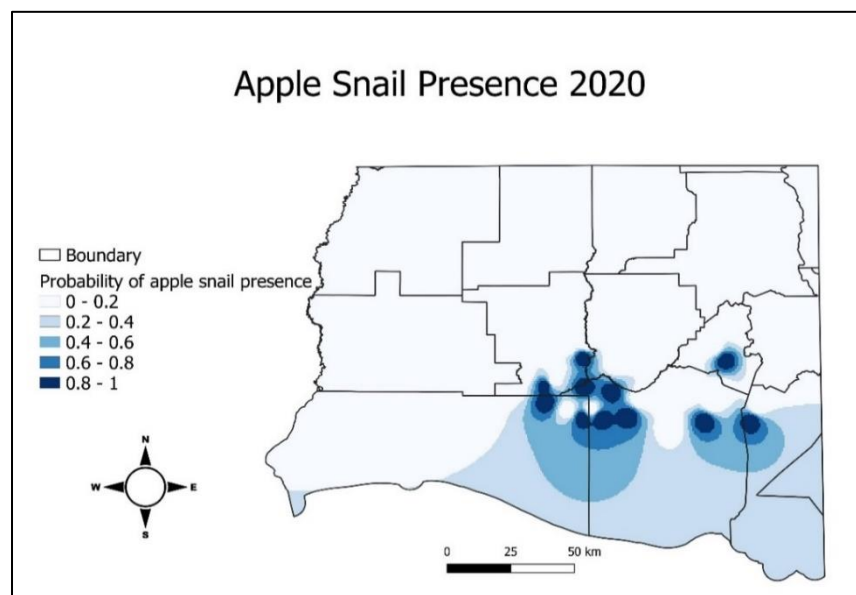 Apple Snail Presence 2020
Boundary
Probability of apple snail presence
0 - 0.2
0.2 - 0.4
0.4 - 0.6
0.6 - 0.8
0.8 - 1
N
W E
S
0 25 50 km